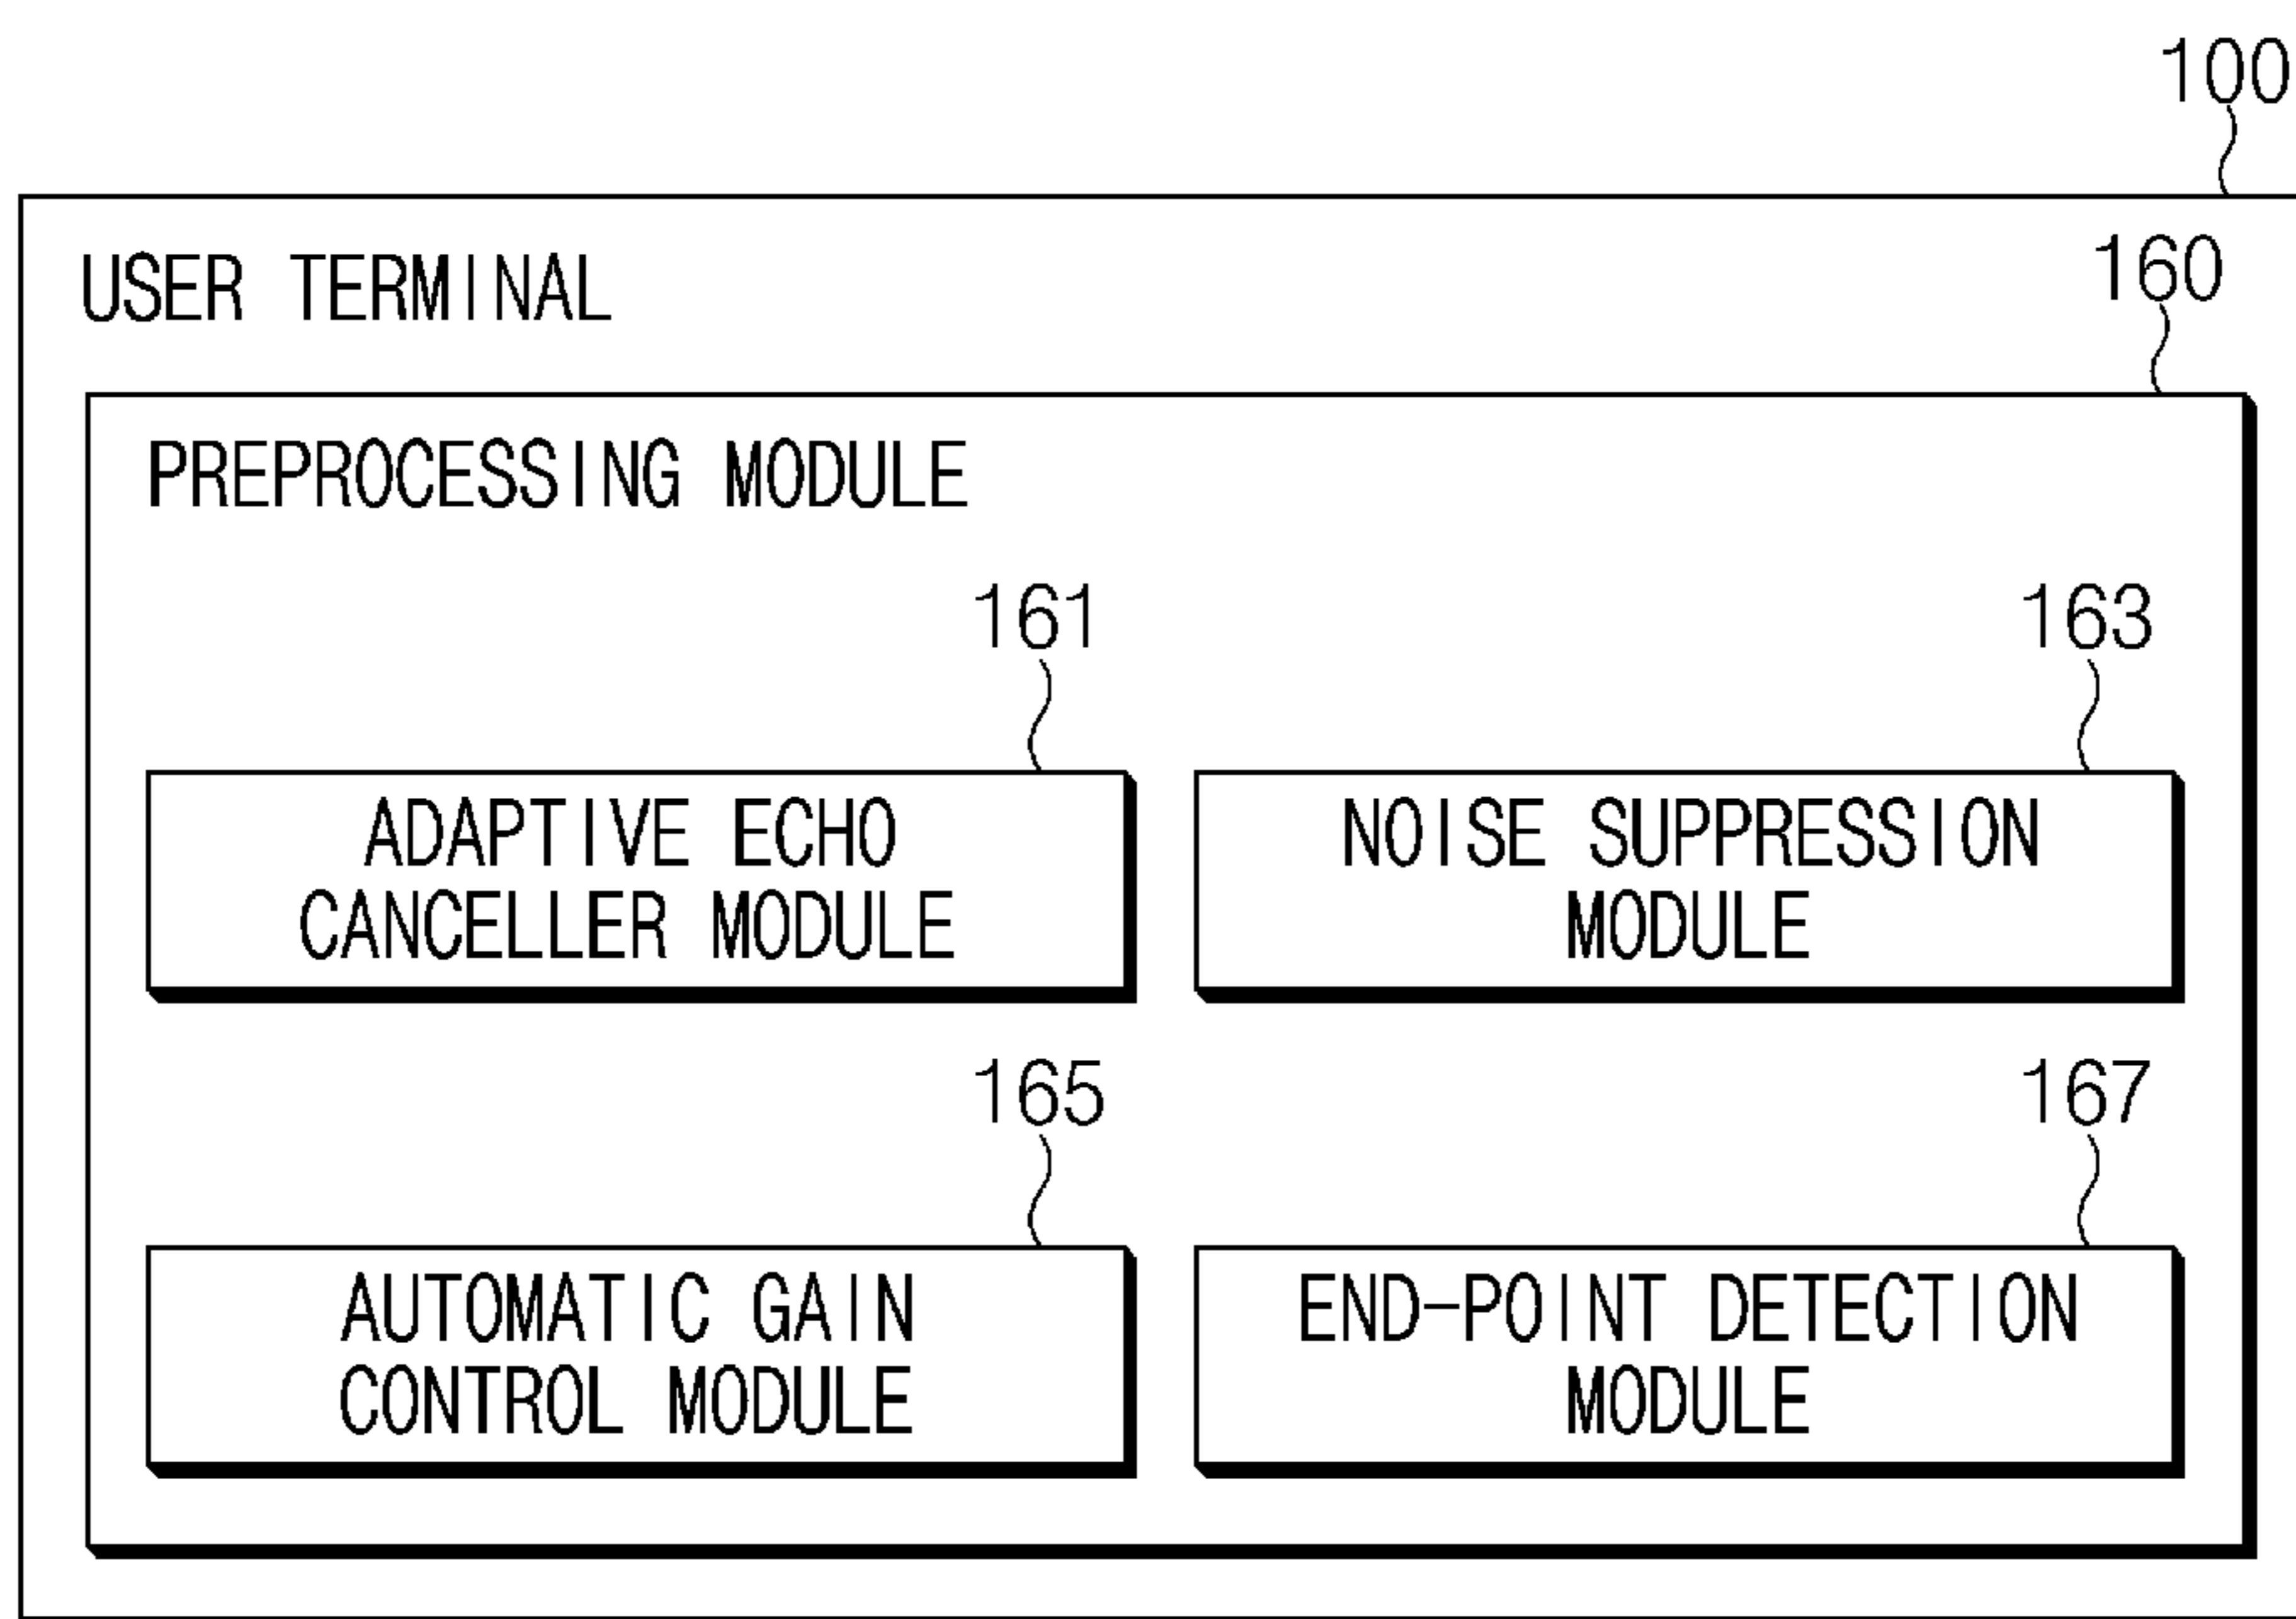 100
USER TERMINAL
160
PREPROCESSING MODULE
161
163
ADAPTIVE ECHO
CANCELLER MODULE
NOISE SUPPRESSION
MODULE
165
167
AUTOMATIC GAIN
CONTROL MODULE
END-POINT DETECTION
MODULE